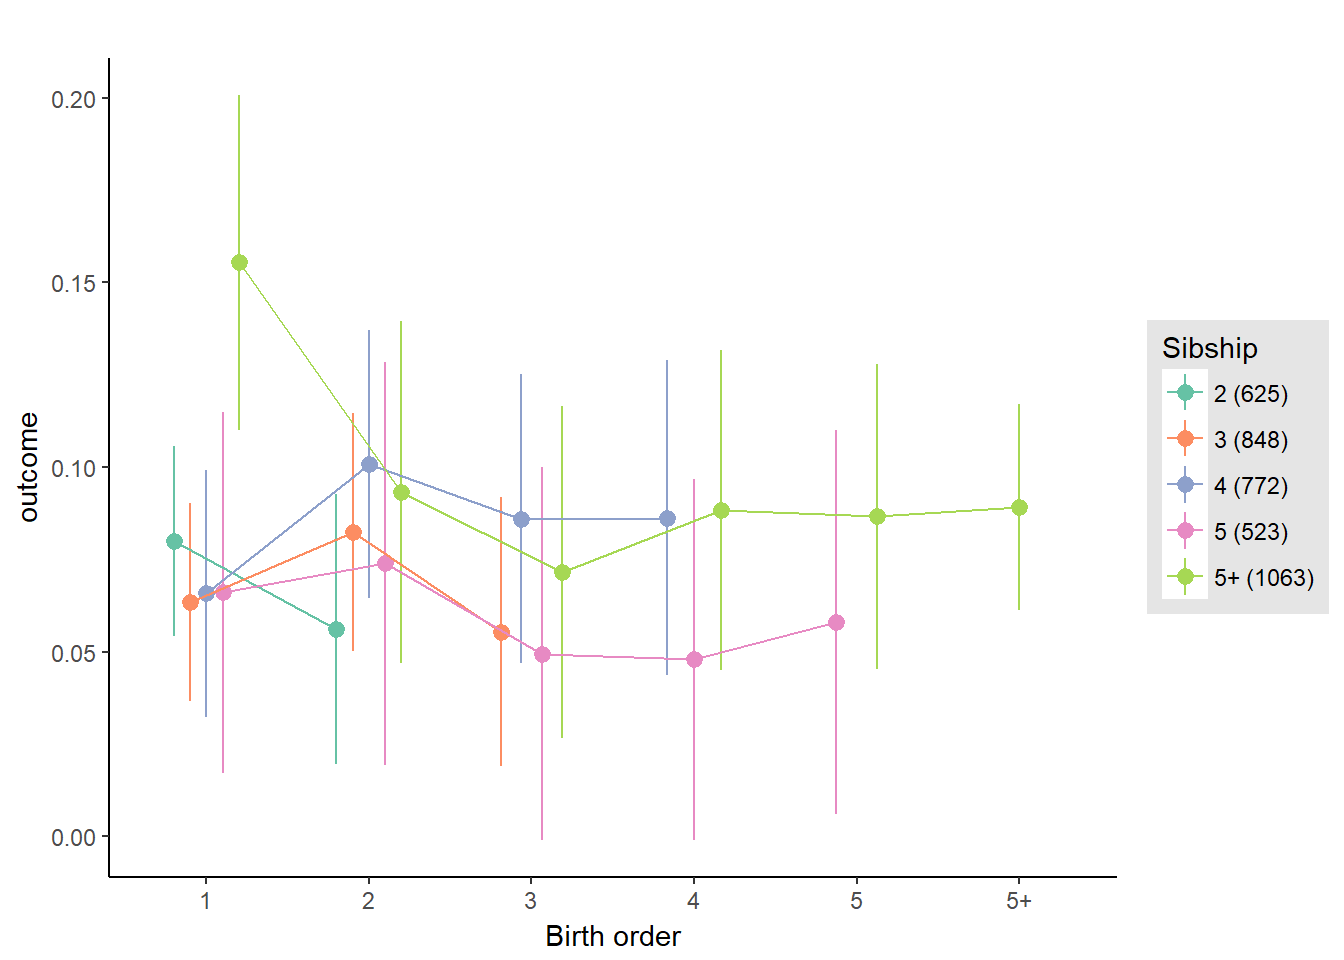 0.20
0.15
0.10
0.05
0.00
outcome
1 2 3 4 5 5+
Birth order
Sibship
2 (625)
3 (848)
4 (772)
5 (523)
5+ (1063)